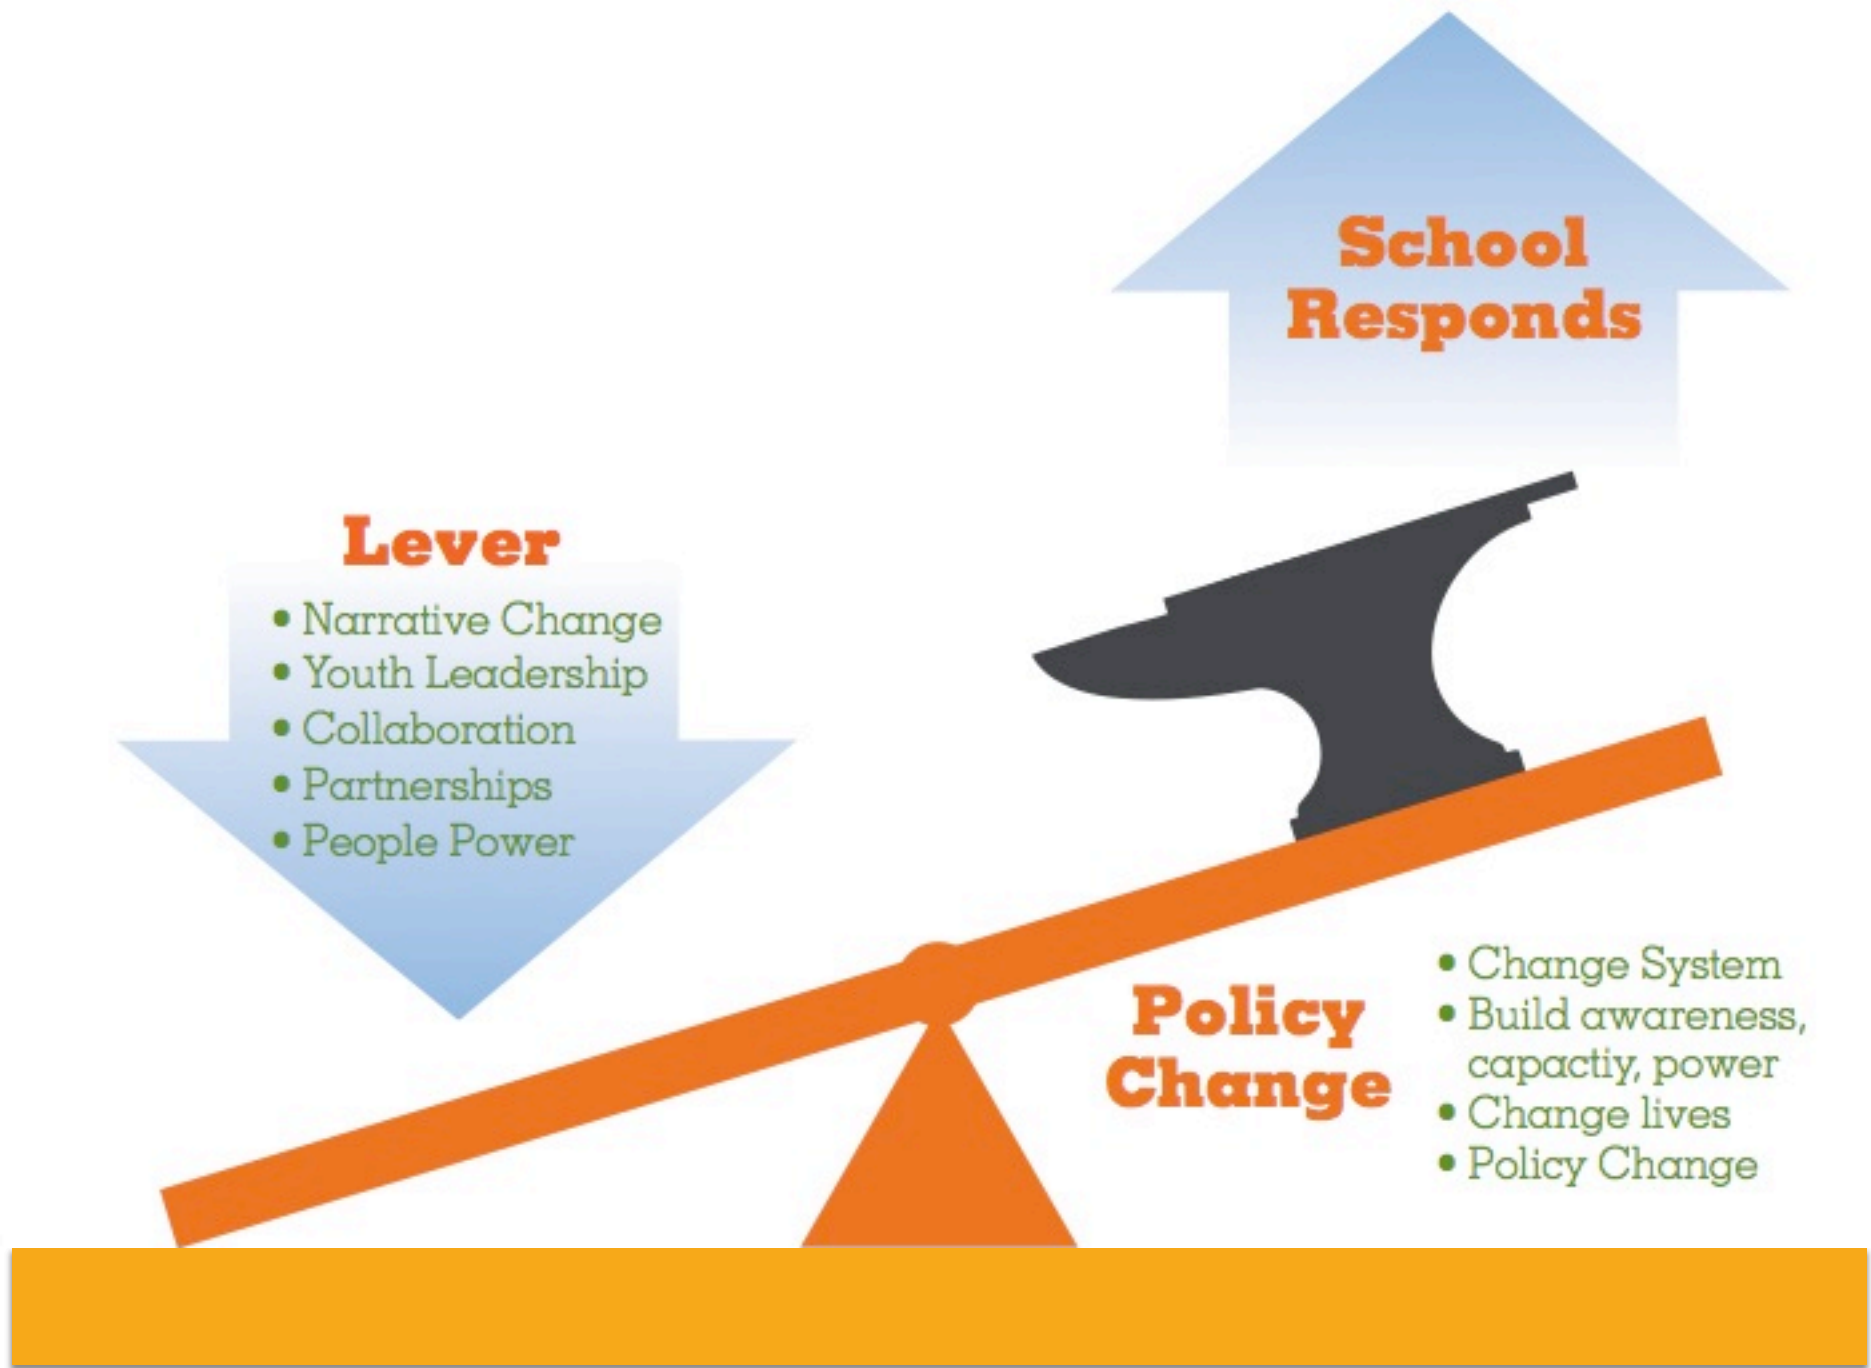 School
Responds
Lever
• Narrative Change
• Youth Leadership
• Collaboration
• Partnerships
• People Power
Policy
Change
• Change System
• Build awareness,
capactiy, power
• Change lives
• Policy Change